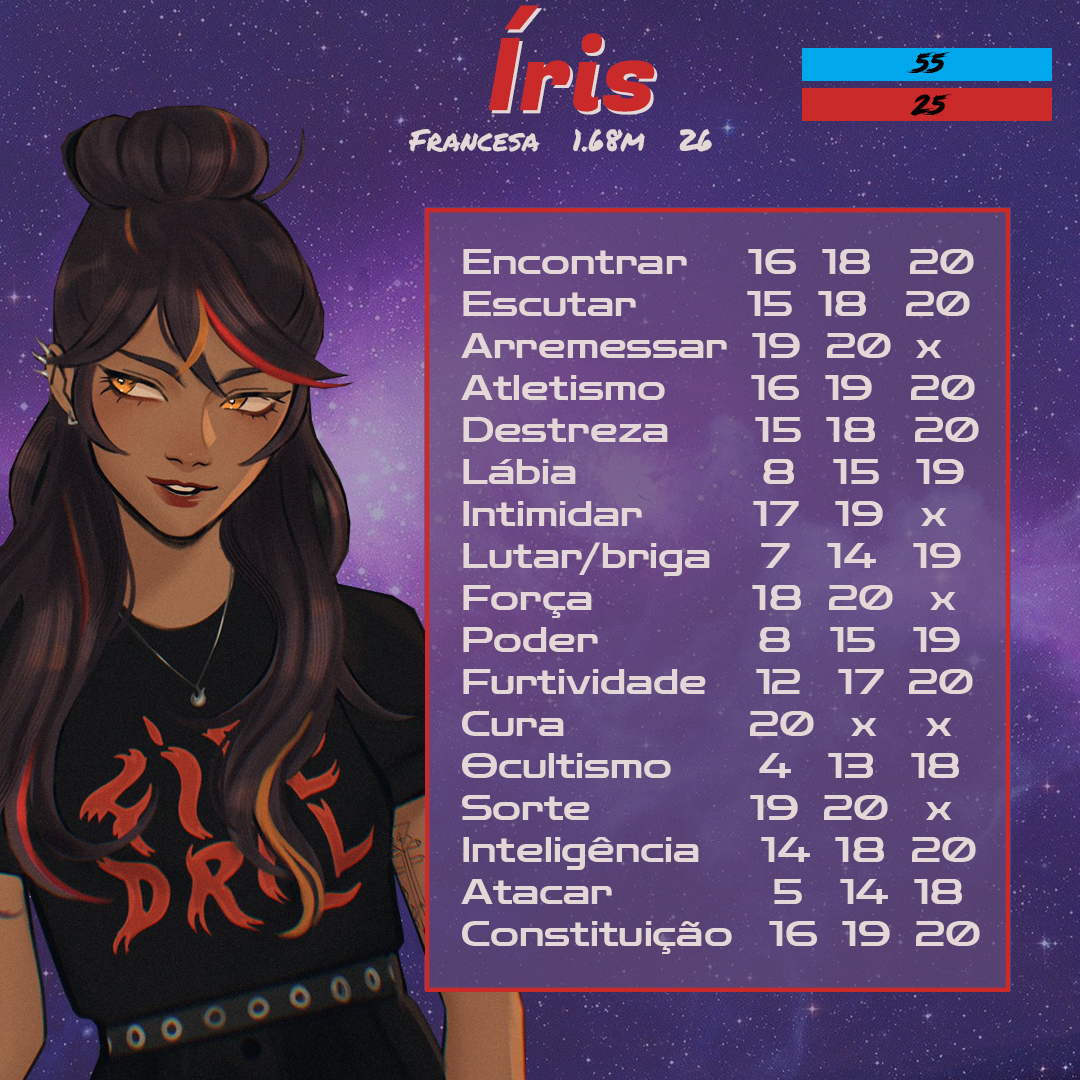 Íris
55
25
Francesa 1.68m 26
Encontrar 16 18 20
Escutar 15 18 20
Arremessar 19 20 x
Atletismo 16 19 20
Destreza 15 18 20
Lábia 8 15 19
Intimidar 17 19 x
Lutar/briga 7 14 19
Força 18 20 x
Poder 8 15 19
Furtividade 12 17 20
Cura 20 x x
Ocultismo 4 13 18
Sorte 19 20 x
Inteligência 14 18 20
Atacar 5 14 18
Constituição 16 19 20